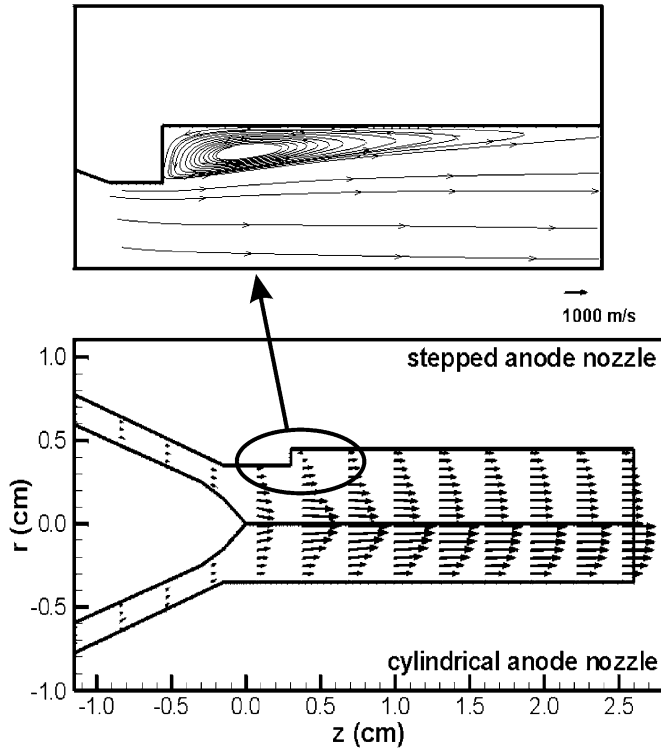 1000 m/s
stepped anode nozzle
1.0
0.5
0.0
-0.5
-1.0
r (cm)
cylindrical anode nozzle
-1.0 -0.5 0.0 0.5 1.0 1.5 2.0 2.5
z (cm)